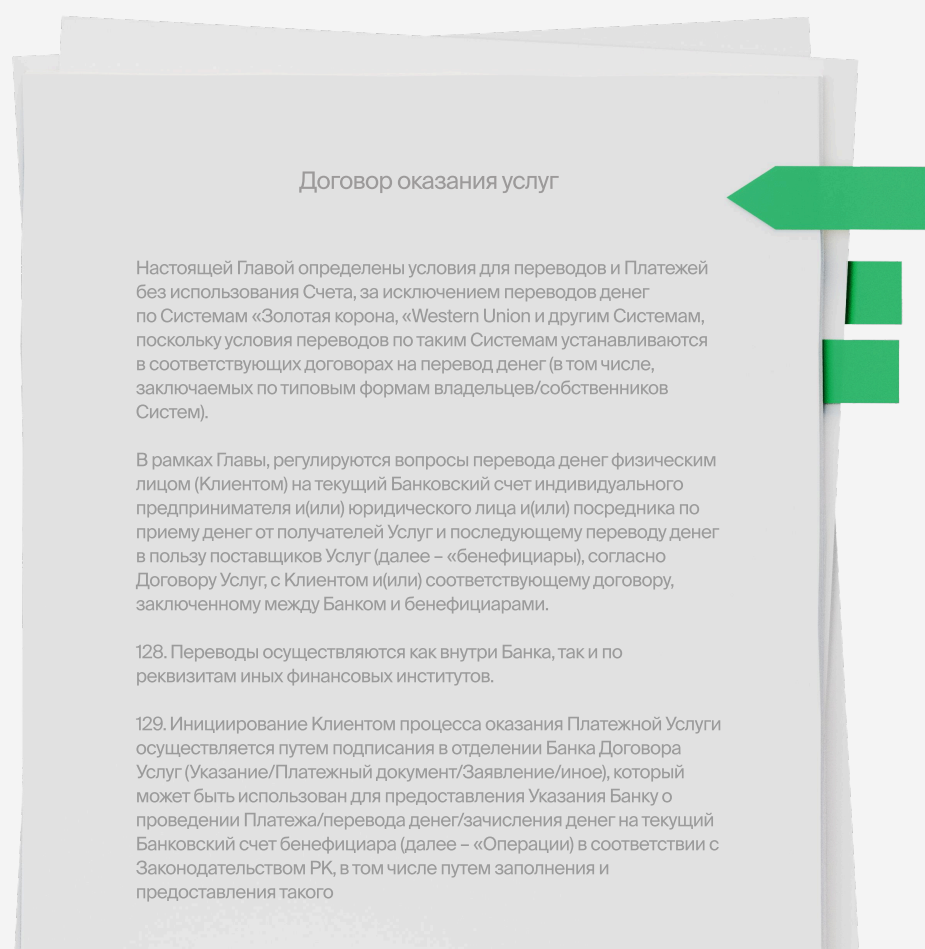 Договор оказания услуг
Настоящей Главой определены условия для переводов и Платежей
без использования Счета, за исключением переводов денег
по Системам «Золотая корона, «Western Union и другим Системам,
поскольку условия переводов по таким Системам устанавливаются
в соответствующих договорах на перевод денег (в том числе,
заключаемых по типовым формам владельцев/собственников
Систем).
В рамках Главы, регулируются вопросы перевода денег физическим
лицом (Клиентом) на текущий Банковский счет индивидуального
предпринимателя и(или) юридического лица и(или) посредника по
приему денег от получателей Услуг и последующему переводу денег
в пользу поставщиков Услуг (далее – «бенефициары), согласно
Договору Услуг, с Клиентом и(или) соответствующему договору,
заключенному между Банком и бенефициарами.
128. Переводы осуществляются как внутри Банка, так и по
реквизитам иных финансовых институтов.
129. Инициирование Клиентом процесса оказания Платежной Услуги
осуществляется путем подписания в отделении Банка Договора
Услуг (Указание/Платежный документ/Заявление/иное), который
может быть использован для предоставления Указания Банку о
проведении Платежа/перевода денег/зачисления денег на текущий
Банковский счет бенефициара (далее – «Операции) в соответствии с
Законодательством РК, в том числе путем заполнения и
предоставления такого